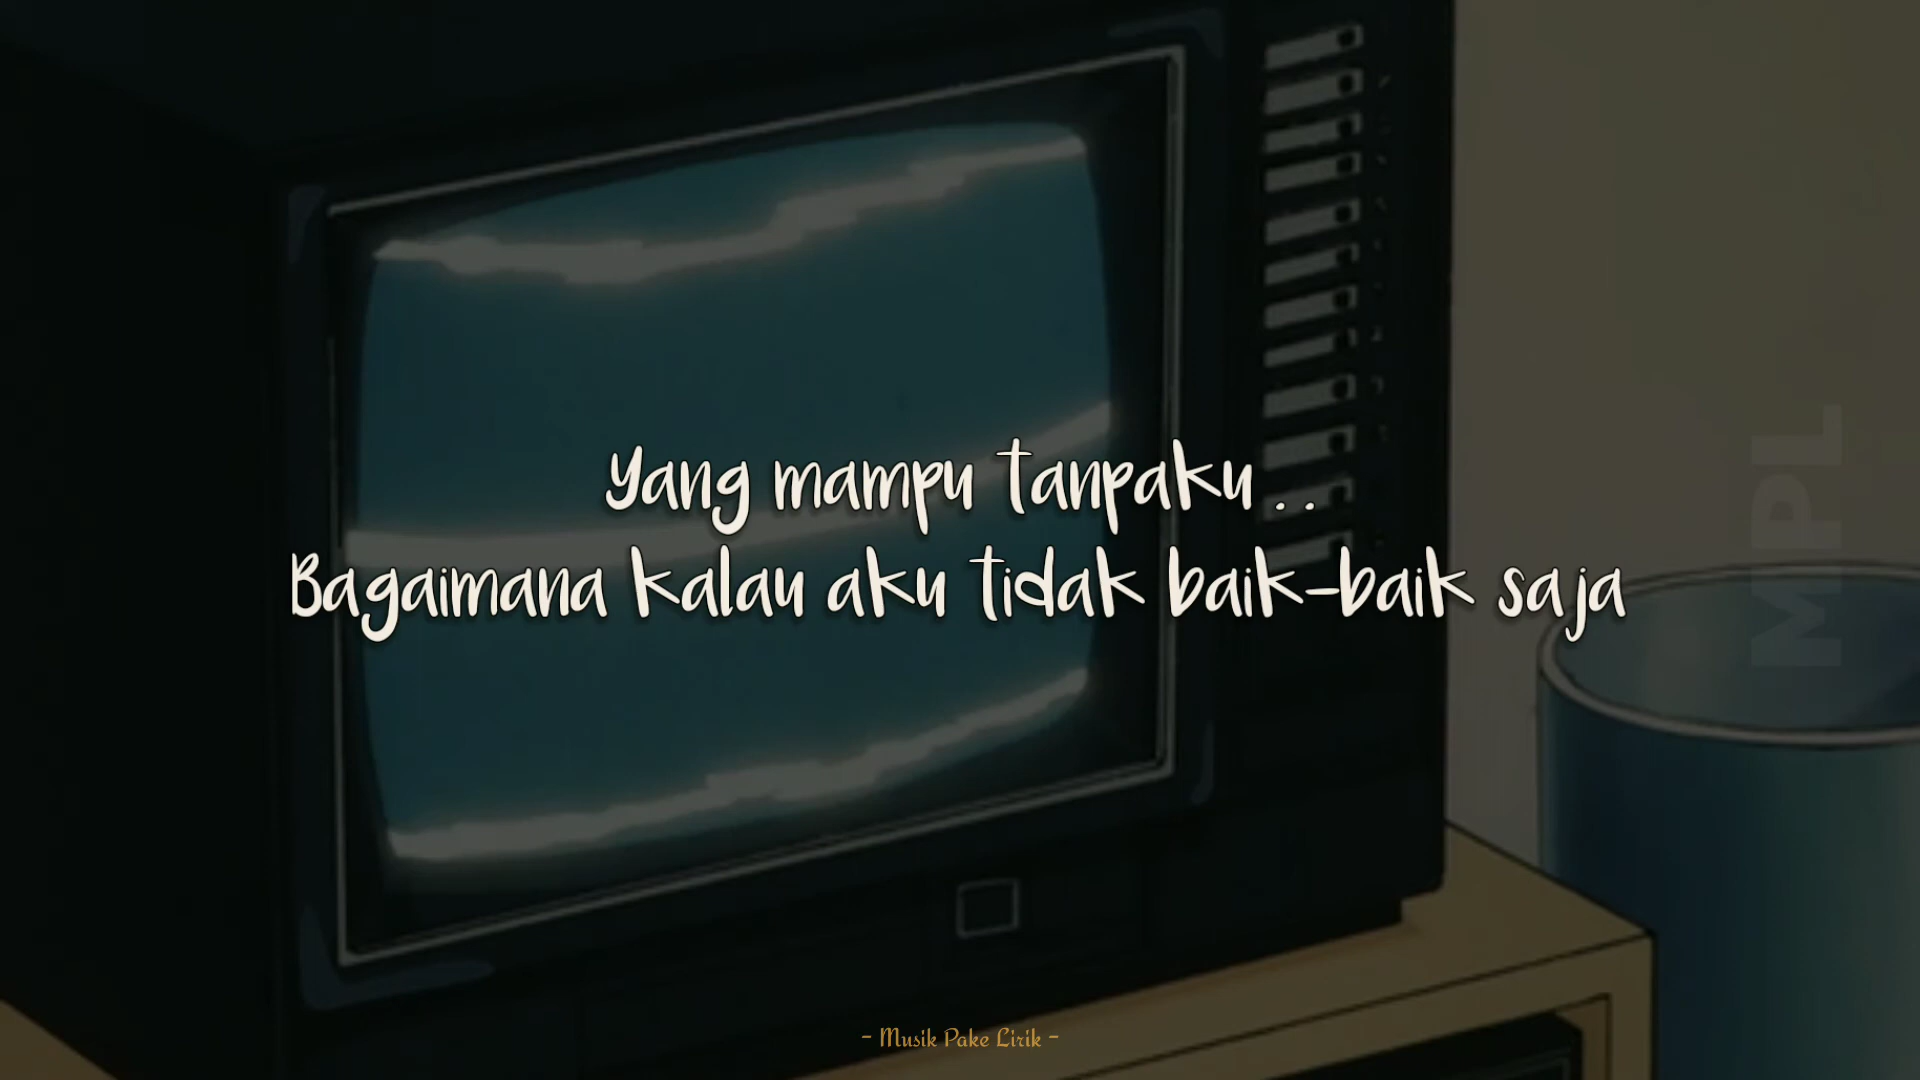 Yang mampu tanpaku . .
Bagaimana kalau aku tidak baik-baik saja
MPL
- Musik Pake Lirik -